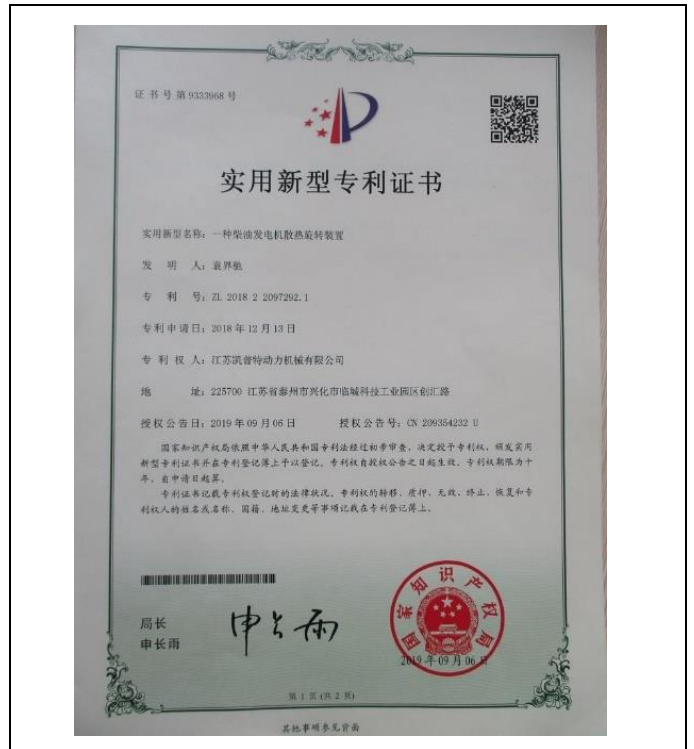 证书号第9333968号
实用新型专利证书
实用新型名称：一种柴油发电机散热旋转装置
发 明 人：袁界驰
专 利 号：ZL 2018 2 2097292.1
专利申请日：2018年12月13日
专 利 权 人：江苏凯普特动力机械有限公司
地 址：225700 江苏省泰州市兴化市临城科技工业园区创汇路
授权公告日：2019年09月06日 授权公告号：CN 209354232 U
国家知识产权局依照中华人民共和国专利法经过初步审查，决定授予专利权，颁发实用
新型专利证书并在专利登记簿上予以登记。专利权自授权公告之日起生效。专利权期限为十
年，自申请日起算。
专利证书记载专利权登记时的法律状况。专利权的转移、质押、无效、终止、恢复和专
利权人的姓名或名称、国籍、地址变更等事项记载在专利登记簿上。
局长
申长雨
申长雨
国家知识产权局
2019年09月06日
第 1 页 (共 2 页)
其他事项参见背面